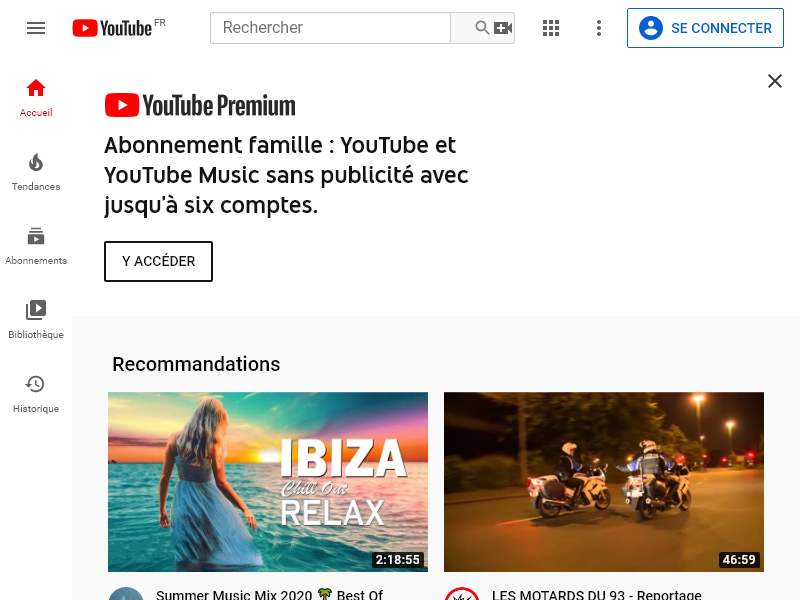 YouTube FR
Rechercher
SE CONNECTER
Accueil
Tendances
Abonnements
Bibliothèque
Historique
YouTube Premium
Abonnement famille : YouTube et
YouTube Music sans publicité avec
jusqu'à six comptes.
Y ACCÉDER
Recommandations
IBIZA
Chill Out
RELAX
2:18:55
46:59
Summer Music Mix 2020 🌴 Best Of
LES MOTARDS DU 93 - Reportage